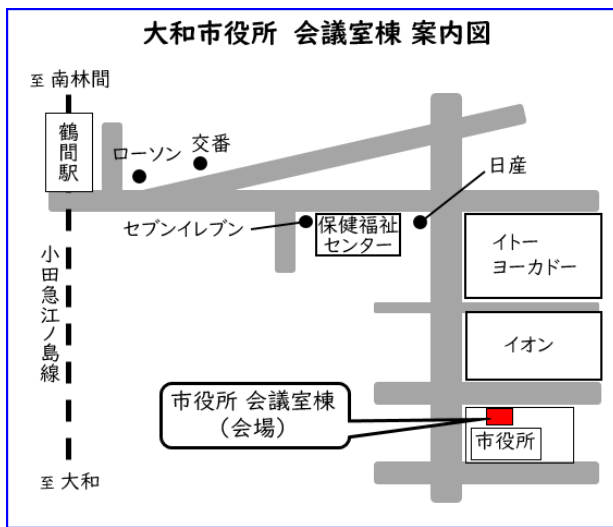 大和市役所 会議室棟 案内図
至 南林間
鶴間駅
ローソン
交番
日産
セブンイレブン
保健福祉
センター
イトー
ヨーカドー
小田急江ノ島線
イオン
市役所 会議室棟
（会場）
市役所
至 大和